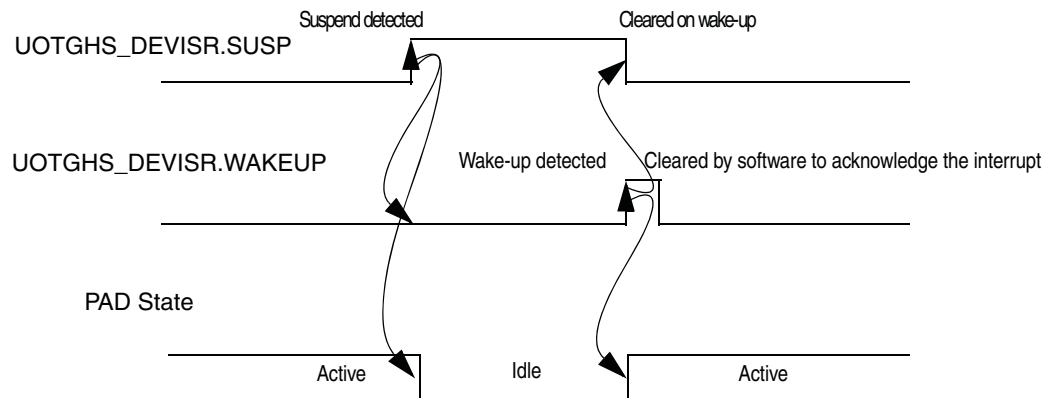 Suspend detected
Cleared on wake-up
UOTGHS_DEVISR.SUSP
UOTGHS_DEVISR.WAKEUP
Wake-up detected
Cleared by software to acknowledge the interrupt
PAD State
Active
Idle
Active